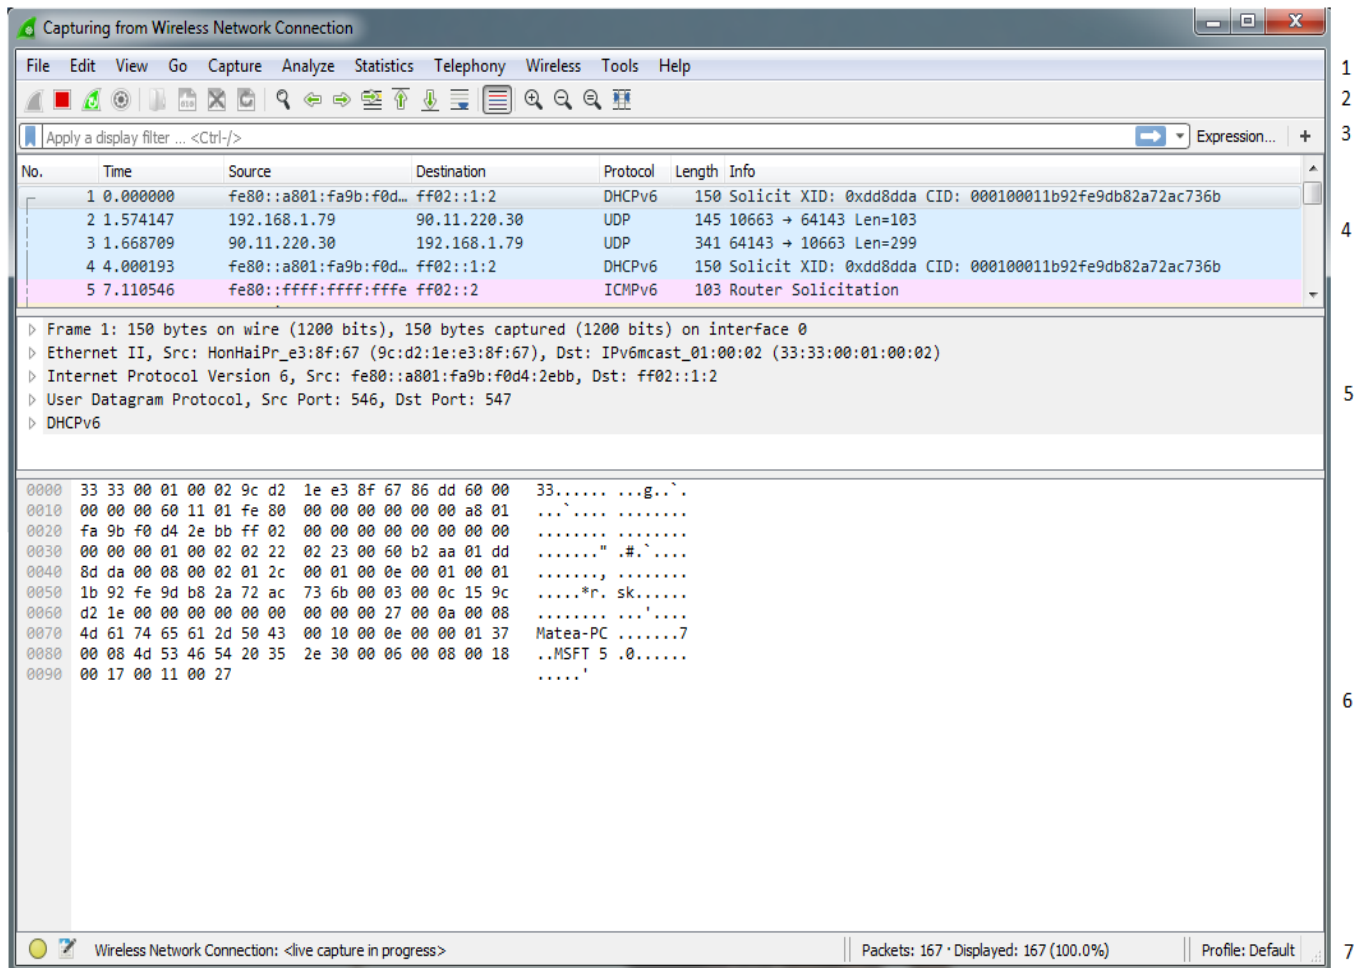 Capturing from Wireless Network Connection
File Edit View Go Capture Analyze Statistics Telephony Wireless Tools Help 1
2
Apply a display filter ... <Ctrl-/> Expression... + 3
No. Time Source Destination Protocol Length Info
1 0.000000 fe80::a801:fa9b:f0d… ff02::1:2 DHCPv6 150 Solicit XID: 0xdd8dda CID: 000100011b92fe9db82a72ac736b
2 1.574147 192.168.1.79 90.11.220.30 UDP 145 10663 → 64143 Len=103
4
3 1.668709 90.11.220.30 192.168.1.79 UDP 341 64143 → 10663 Len=299
4 4.000193 fe80::a801:fa9b:f0d… ff02::1:2 DHCPv6 150 Solicit XID: 0xdd8dda CID: 000100011b92fe9db82a72ac736b
5 7.110546 fe80::ffff:ffff:fffe ff02::2 ICMPv6 103 Router Solicitation
Frame 1: 150 bytes on wire (1200 bits), 150 bytes captured (1200 bits) on interface 0
Ethernet II, Src: HonHaiPr_e3:8f:67 (9c:d2:1e:e3:8f:67), Dst: IPv6mcast_01:00:02 (33:33:00:01:00:02)
Internet Protocol Version 6, Src: fe80::a801:fa9b:f0d4:2ebb, Dst: ff02::1:2
User Datagram Protocol, Src Port: 546, Dst Port: 547 5
DHCPv6
0000 33 33 00 01 00 02 9c d2 1e e3 8f 67 86 dd 60 00 33...... ...g..`.
0010 00 00 00 60 11 01 fe 80 00 00 00 00 00 00 a8 01 ...`.... ........
0020 fa 9b f0 d4 2e bb ff 02 00 00 00 00 00 00 00 00 ........ ........
0030 00 00 00 01 00 02 02 22 02 23 00 60 b2 aa 01 dd ......." .#.`....
0040 8d da 00 08 00 02 01 2c 00 01 00 0e 00 01 00 01 ......., ........
0050 1b 92 fe 9d b8 2a 72 ac 73 6b 00 03 00 0c 15 9c .....*r. sk......
0060 d2 1e 00 00 00 00 00 00 00 00 00 27 00 0a 00 08 ........ ...'....
0070 4d 61 74 65 61 2d 50 43 00 10 00 0e 00 00 01 37 Matea-PC .......7
0080 00 08 4d 53 46 54 20 35 2e 30 00 06 00 08 00 18 ..MSFT 5 .0......
0090 00 17 00 11 00 27 .....'
6
Wireless Network Connection: <live capture in progress> Packets: 167 · Displayed: 167 (100.0%) Profile: Default 7